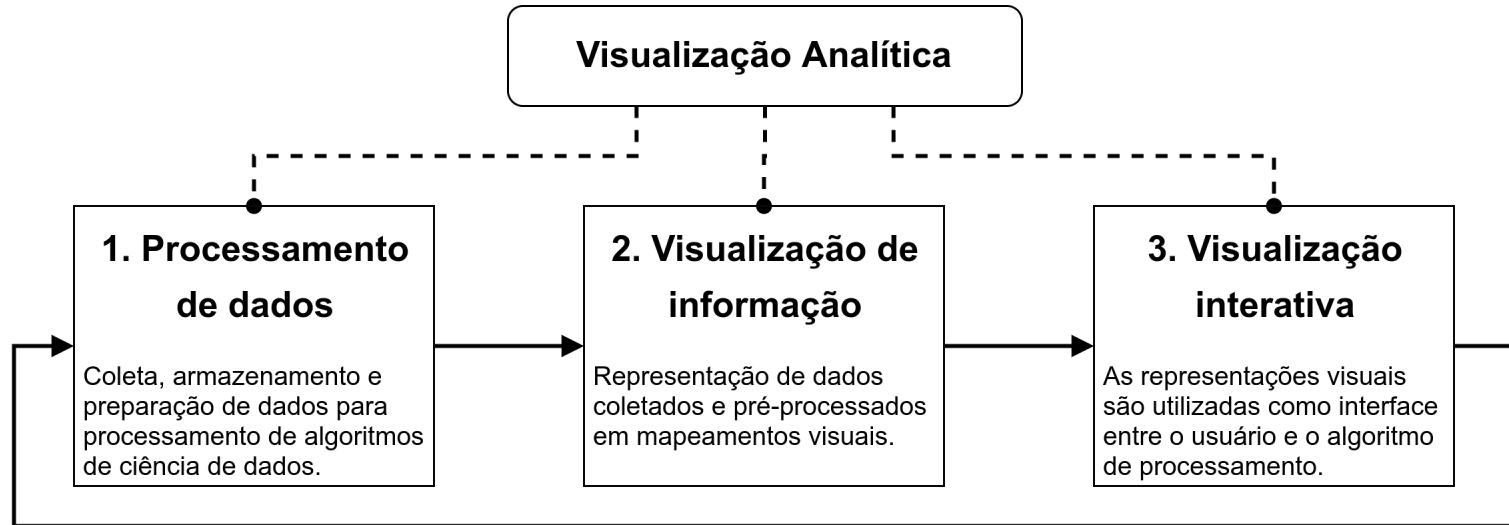 Visualização Analítica
1. Processamento
de dados
Coleta, armazenamento e
preparação de dados para
processamento de algoritmos
de ciência de dados.
2. Visualização de
informação
Representação de dados
coletados e pré-processados
em mapeamentos visuais.
3. Visualização
interativa
As representações visuais
são utilizadas como interface
entre o usuário e o algoritmo
de processamento.